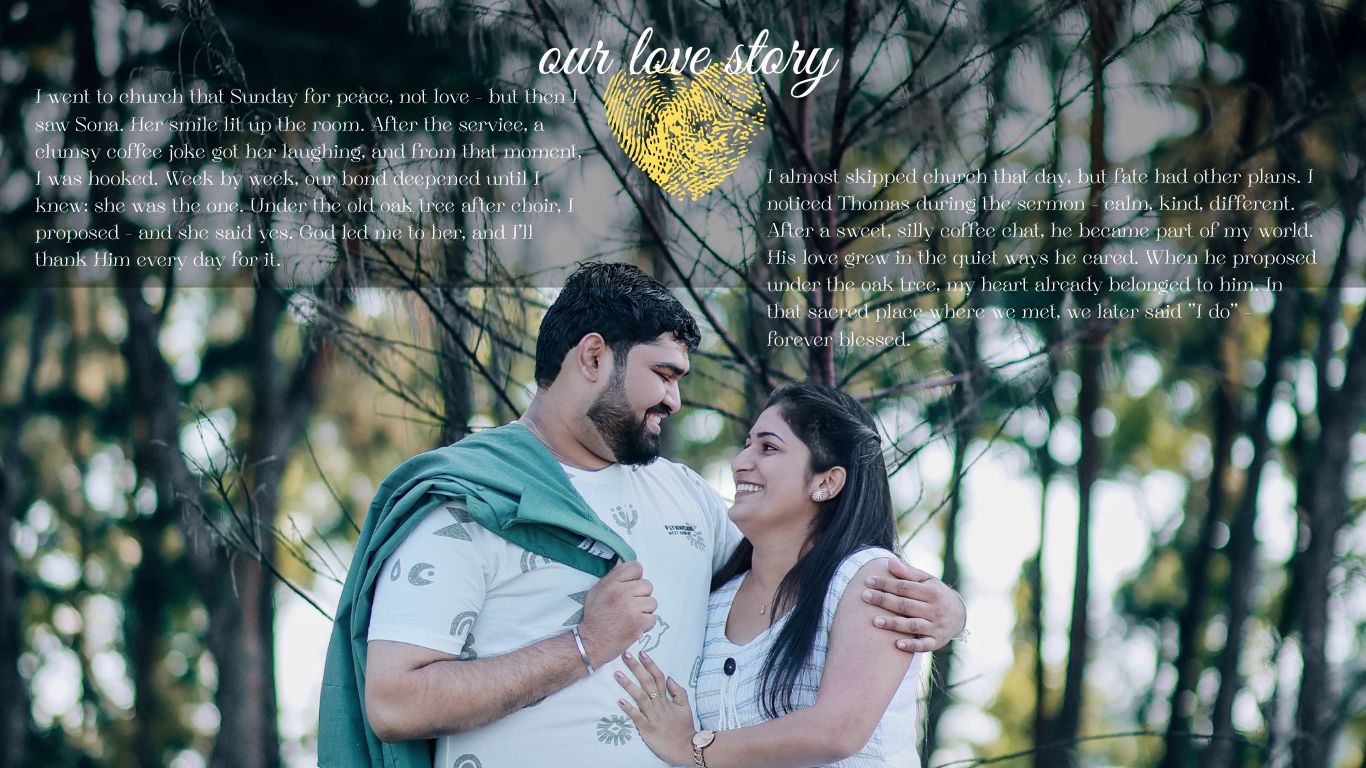 our love story
I went to church that Sunday for peace, not love - but then I
saw Sona. Her smile lit up the room. After the service, a
clumsy coffee joke got her laughing, and from that moment,
I was hooked. Week by week, our bond deepened until I
knew: she was the one. Under the old oak tree after choir, I
proposed - and she said yes. God led me to her, and I'll
thank Him every day for it.
I almost skipped church that day, but fate had other plans. I
noticed Thomas during the sermon - calm, kind, different.
After a sweet, silly coffee chat, he became part of my world.
His love grew in the quiet ways he cared. When he proposed
under the oak tree, my heart already belonged to him. In
that sacred place where we met, we later said "I do" -
forever blessed.